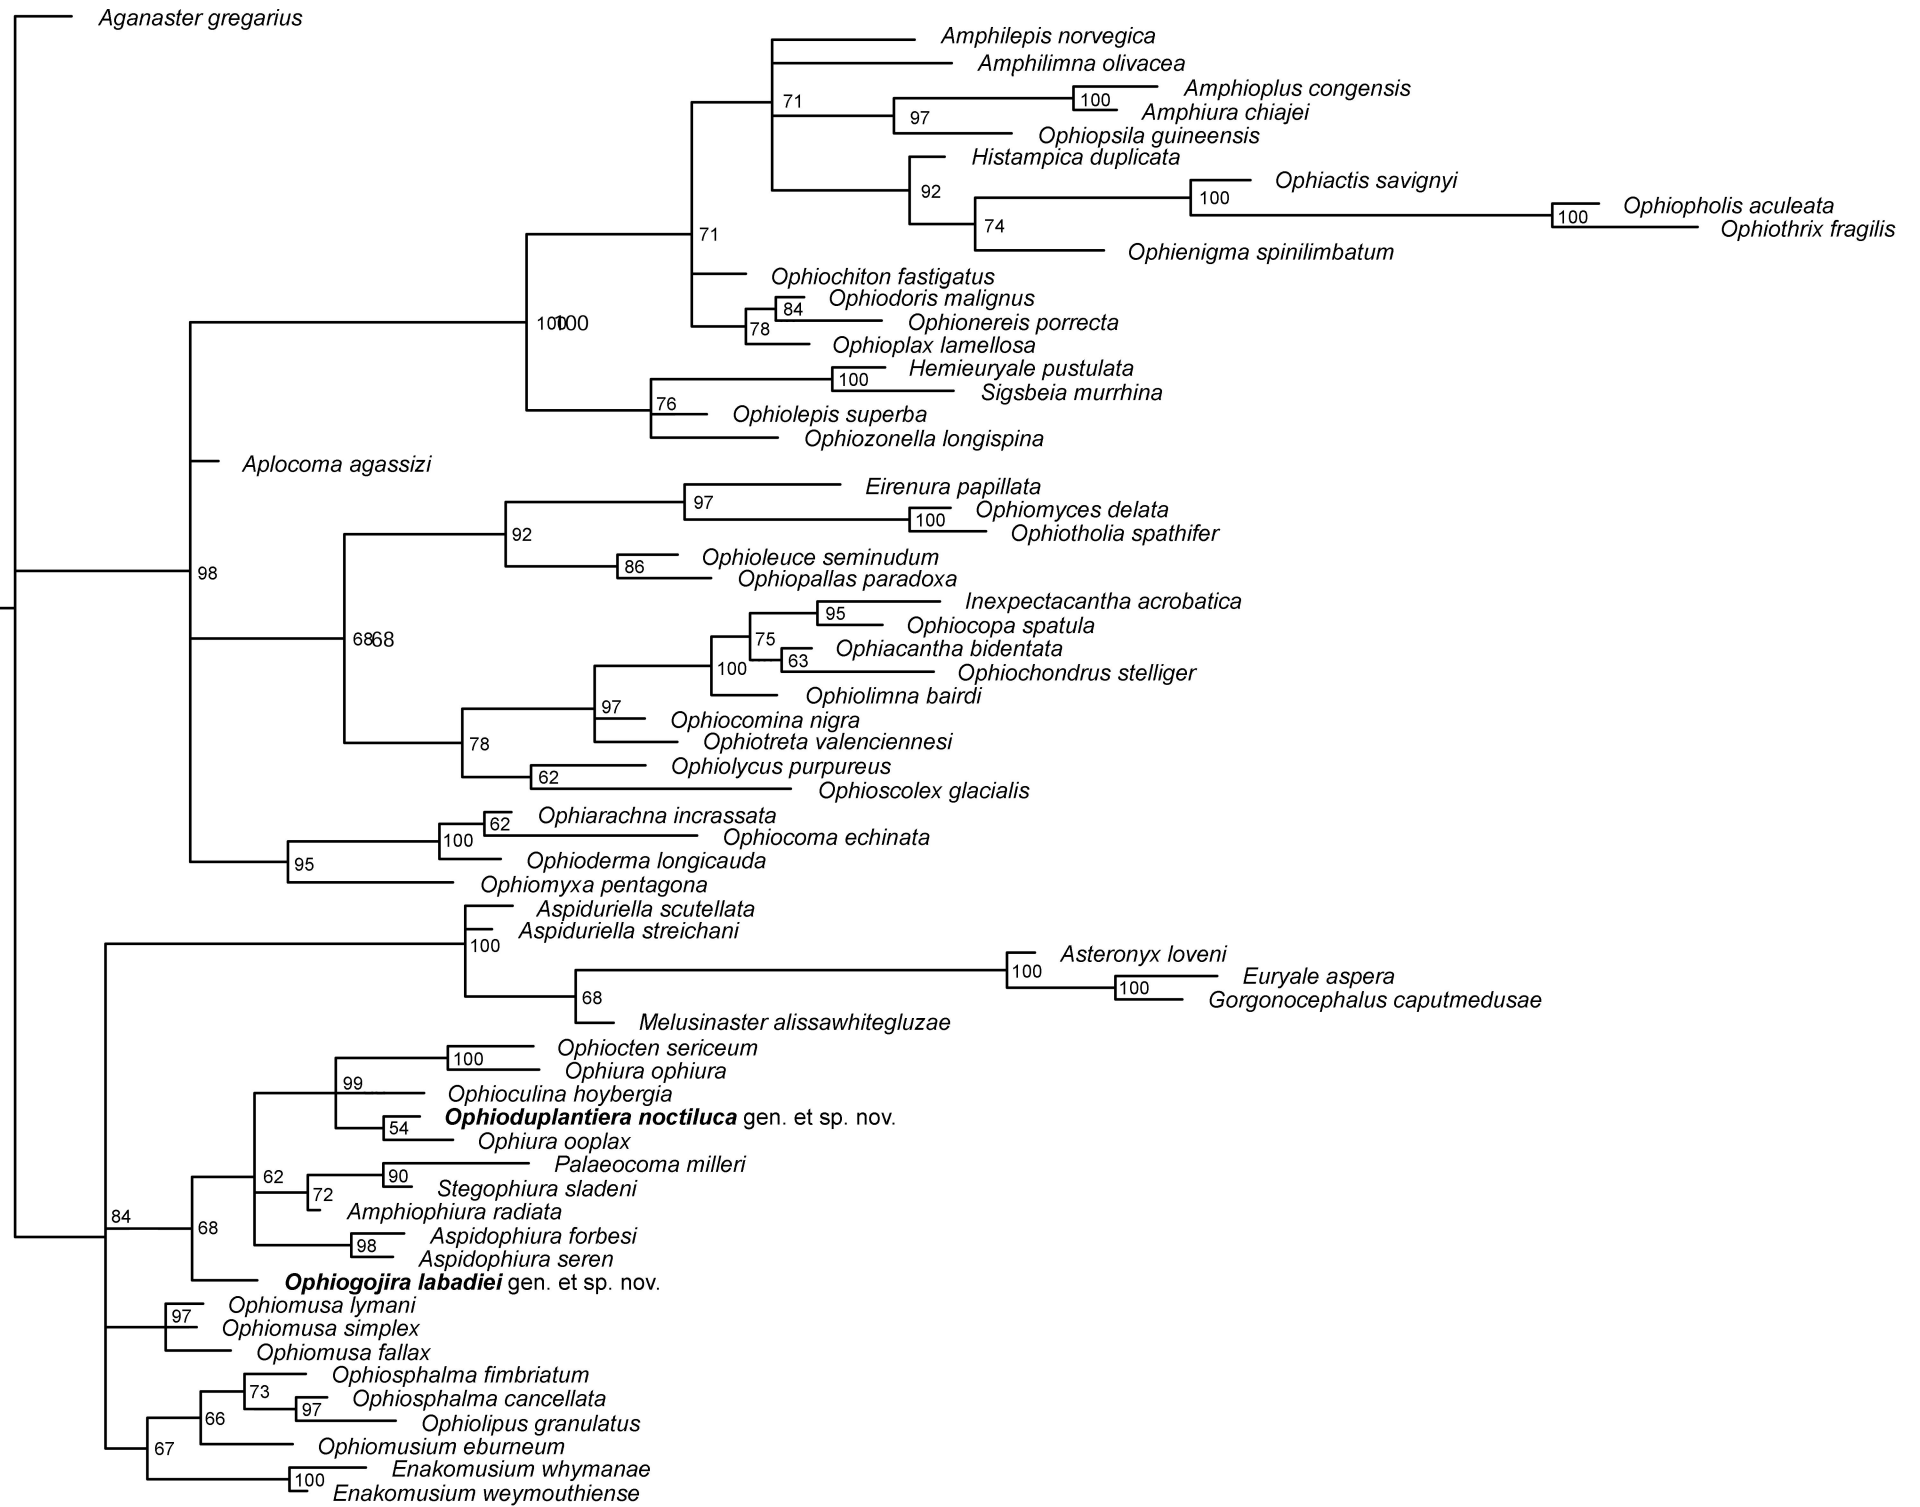 Aganaster gregarius
Amphilepis norvegica
Amphilimna olivacea
Amphioplus congensis
71
100
Amphiura chiajei
97
Ophiopsila guineensis
Histampica duplicata
Ophiactis savignyi
92
100
Ophiopholis aculeata
100
74
Ophiothrix fragilis
71
Ophienigma spinilimbatum
Ophiochiton fastigatus
Ophiodoris malignus
84
100
100
Ophionereis porrecta
78
Ophioplax lamellosa
Hemieuryale pustulata
100
Sigsbeia murrhina
76
Ophiolepis superba
Ophiozonella longispina
Aplocoma agassizi
Eirenura papillata
97
Ophiomyces delata
100
92
Ophiotholia spathifer
Ophioleuce seminudum
86
98
Ophiopallas paradoxa
Inexpectacantha acrobatica
95
Ophiocopa spatula
68
68
75
Ophiacantha bidentata
63
100
Ophiochondrus stelliger
Ophiolimna bairdi
97
Ophiocomina nigra
78
Ophiotreta valenciennesi
Ophiolycus purpureus
62
Ophioscolex glacialis
Ophiarachna incrassata
62
100
Ophiocoma echinata
95
Ophioderma longicauda
Ophiomyxa pentagona
Aspiduriella scutellata
Aspiduriella streichani
100
Asteronyx loveni
100
Euryale aspera
100
68
Gorgonocephalus caputmedusae
Melusinaster alissawhitegluzae
Ophiocten sericeum
100
Ophiura ophiura
99
Ophioculina hoybergia
Ophioduplantiera noctiluca gen. et sp. nov.
54
Ophiura ooplax
Palaeocoma milleri
62
90
72
Stegophiura sladeni
Amphiophiura radiata
84
68
Aspidophiura forbesi
98
Aspidophiura seren
Ophiogojira labadiei gen. et sp. nov.
Ophiomusa lymani
97
Ophiomusa simplex
Ophiomusa fallax
Ophiosphalma fimbriatum
73
Ophiosphalma cancellata
97
66
Ophiolipus granulatus
67
Ophiomusium eburneum
Enakomusium whymanae
100
Enakomusium weymouthiense